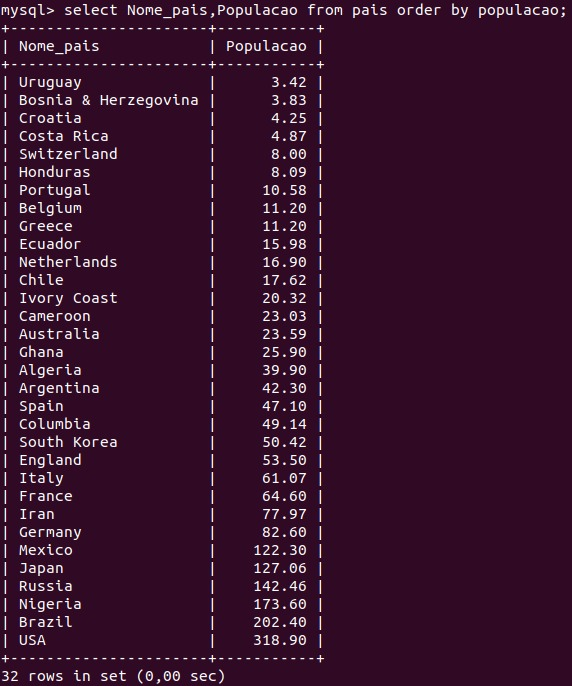 mysql> select Nome_pais,Populacao from pais order by populacao;
+----------------------+-----------+
| Nome_pais            | Populacao |
+----------------------+-----------+
| Uruguay              |      3.42 |
| Bosnia & Herzegovina |      3.83 |
| Croatia              |      4.25 |
| Costa Rica           |      4.87 |
| Switzerland          |      8.00 |
| Honduras             |      8.09 |
| Portugal             |     10.58 |
| Belgium              |     11.20 |
| Greece               |     11.20 |
| Ecuador              |     15.98 |
| Netherlands          |     16.90 |
| Chile                |     17.62 |
| Ivory Coast          |     20.32 |
| Cameroon             |     23.03 |
| Australia            |     23.59 |
| Ghana                |     25.90 |
| Algeria              |     39.90 |
| Argentina            |     42.30 |
| Spain                |     47.10 |
| Columbia             |     49.14 |
| South Korea          |     50.42 |
| England              |     53.50 |
| Italy                |     61.07 |
| France               |     64.60 |
| Iran                 |     77.97 |
| Germany              |     82.60 |
| Mexico               |    122.30 |
| Japan                |    127.06 |
| Russia               |    142.46 |
| Nigeria              |    173.60 |
| Brazil               |    202.40 |
| USA                  |    318.90 |
+----------------------+-----------+
32 rows in set (0,00 sec)